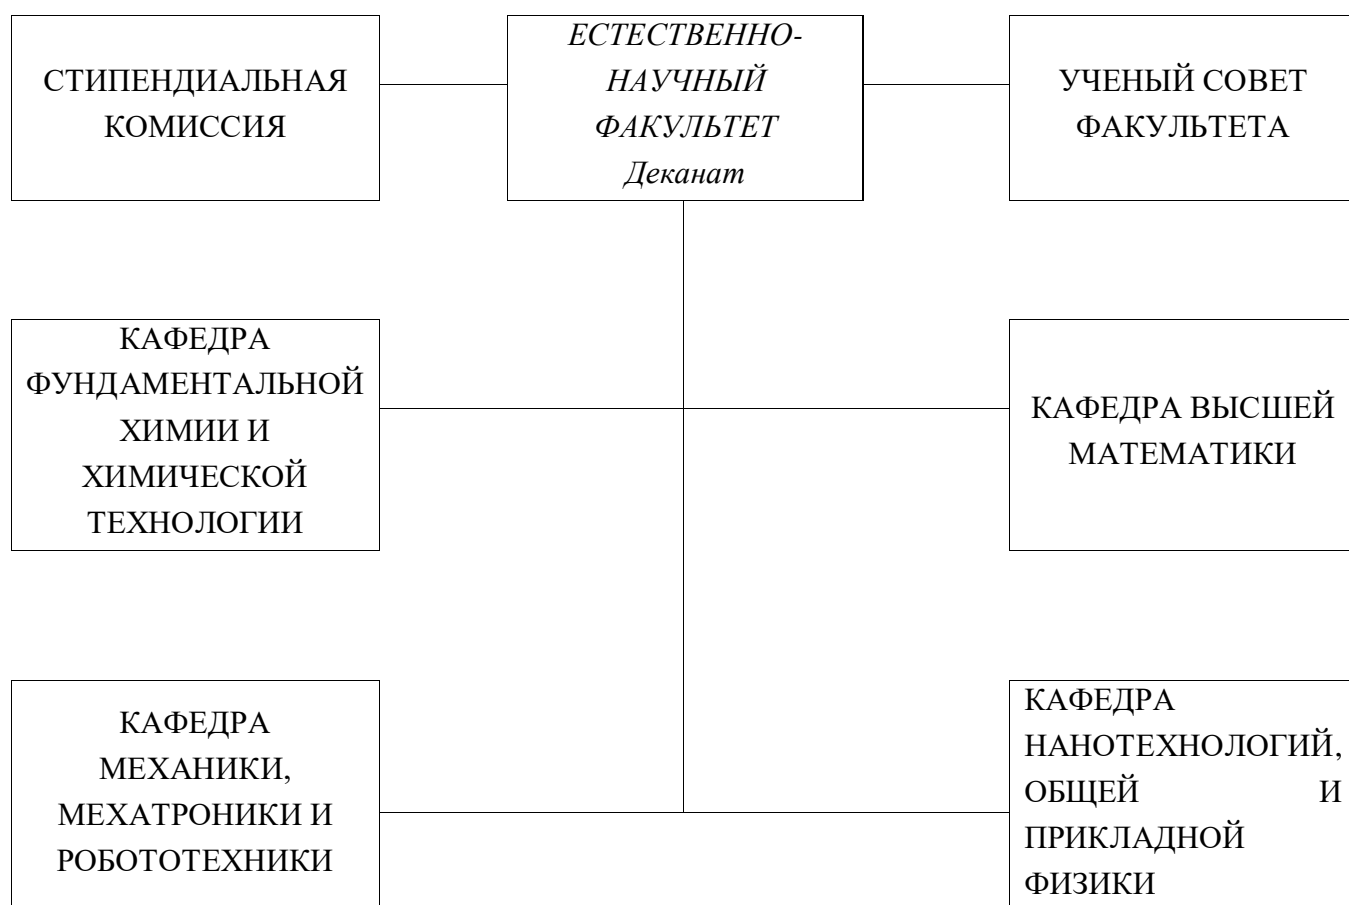 СТИПЕНДИАЛЬНАЯ
КОМИССИЯ
ЕСТЕСТВЕННО-
НАУЧНЫЙ
ФАКУЛЬТЕТ
Деканат
УЧЕНЫЙ СОВЕТ
ФАКУЛЬТЕТА
КАФЕДРА
ФУНДАМЕНТАЛЬНОЙ
ХИМИИ И
ХИМИЧЕСКОЙ
ТЕХНОЛОГИИ
КАФЕДРА ВЫСШЕЙ
МАТЕМАТИКИ
КАФЕДРА
МЕХАНИКИ,
МЕХАТРОНИКИ И
РОБОТОТЕХНИКИ
КАФЕДРА
НАНОТЕХНОЛОГИЙ,
ОБЩЕЙ И
ПРИКЛАДНОЙ
ФИЗИКИ